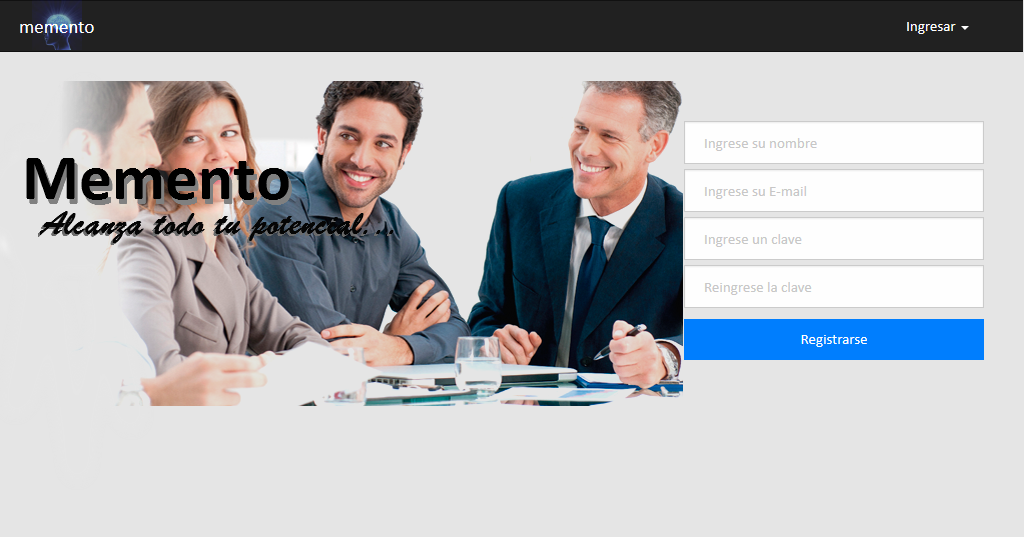 memento
Ingresar
Memento
Alcanza todo tu potencial....
Ingrese su nombre
Ingrese su E-mail
Ingrese un clave
Reingrese la clave
Registrarse